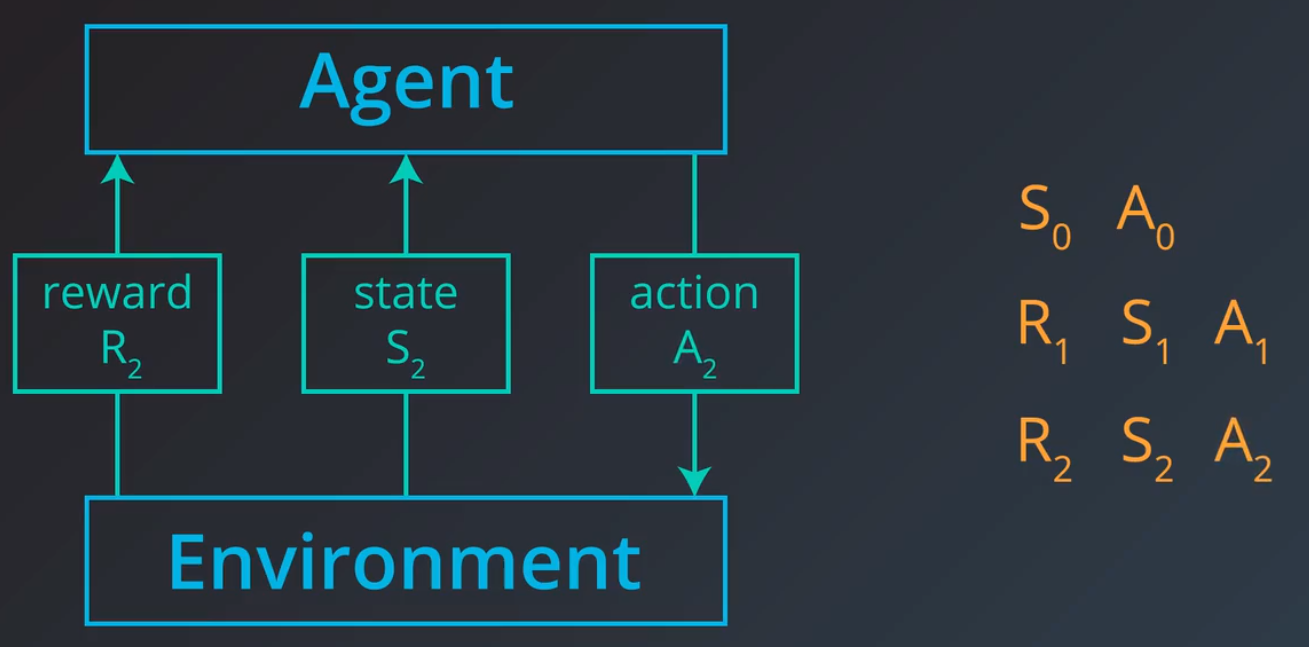 Agent
reward
R₂
state
S₂
action
A₂
Environment
S₀ A₀
R₁ S₁ A₁
R₂ S₂ A₂